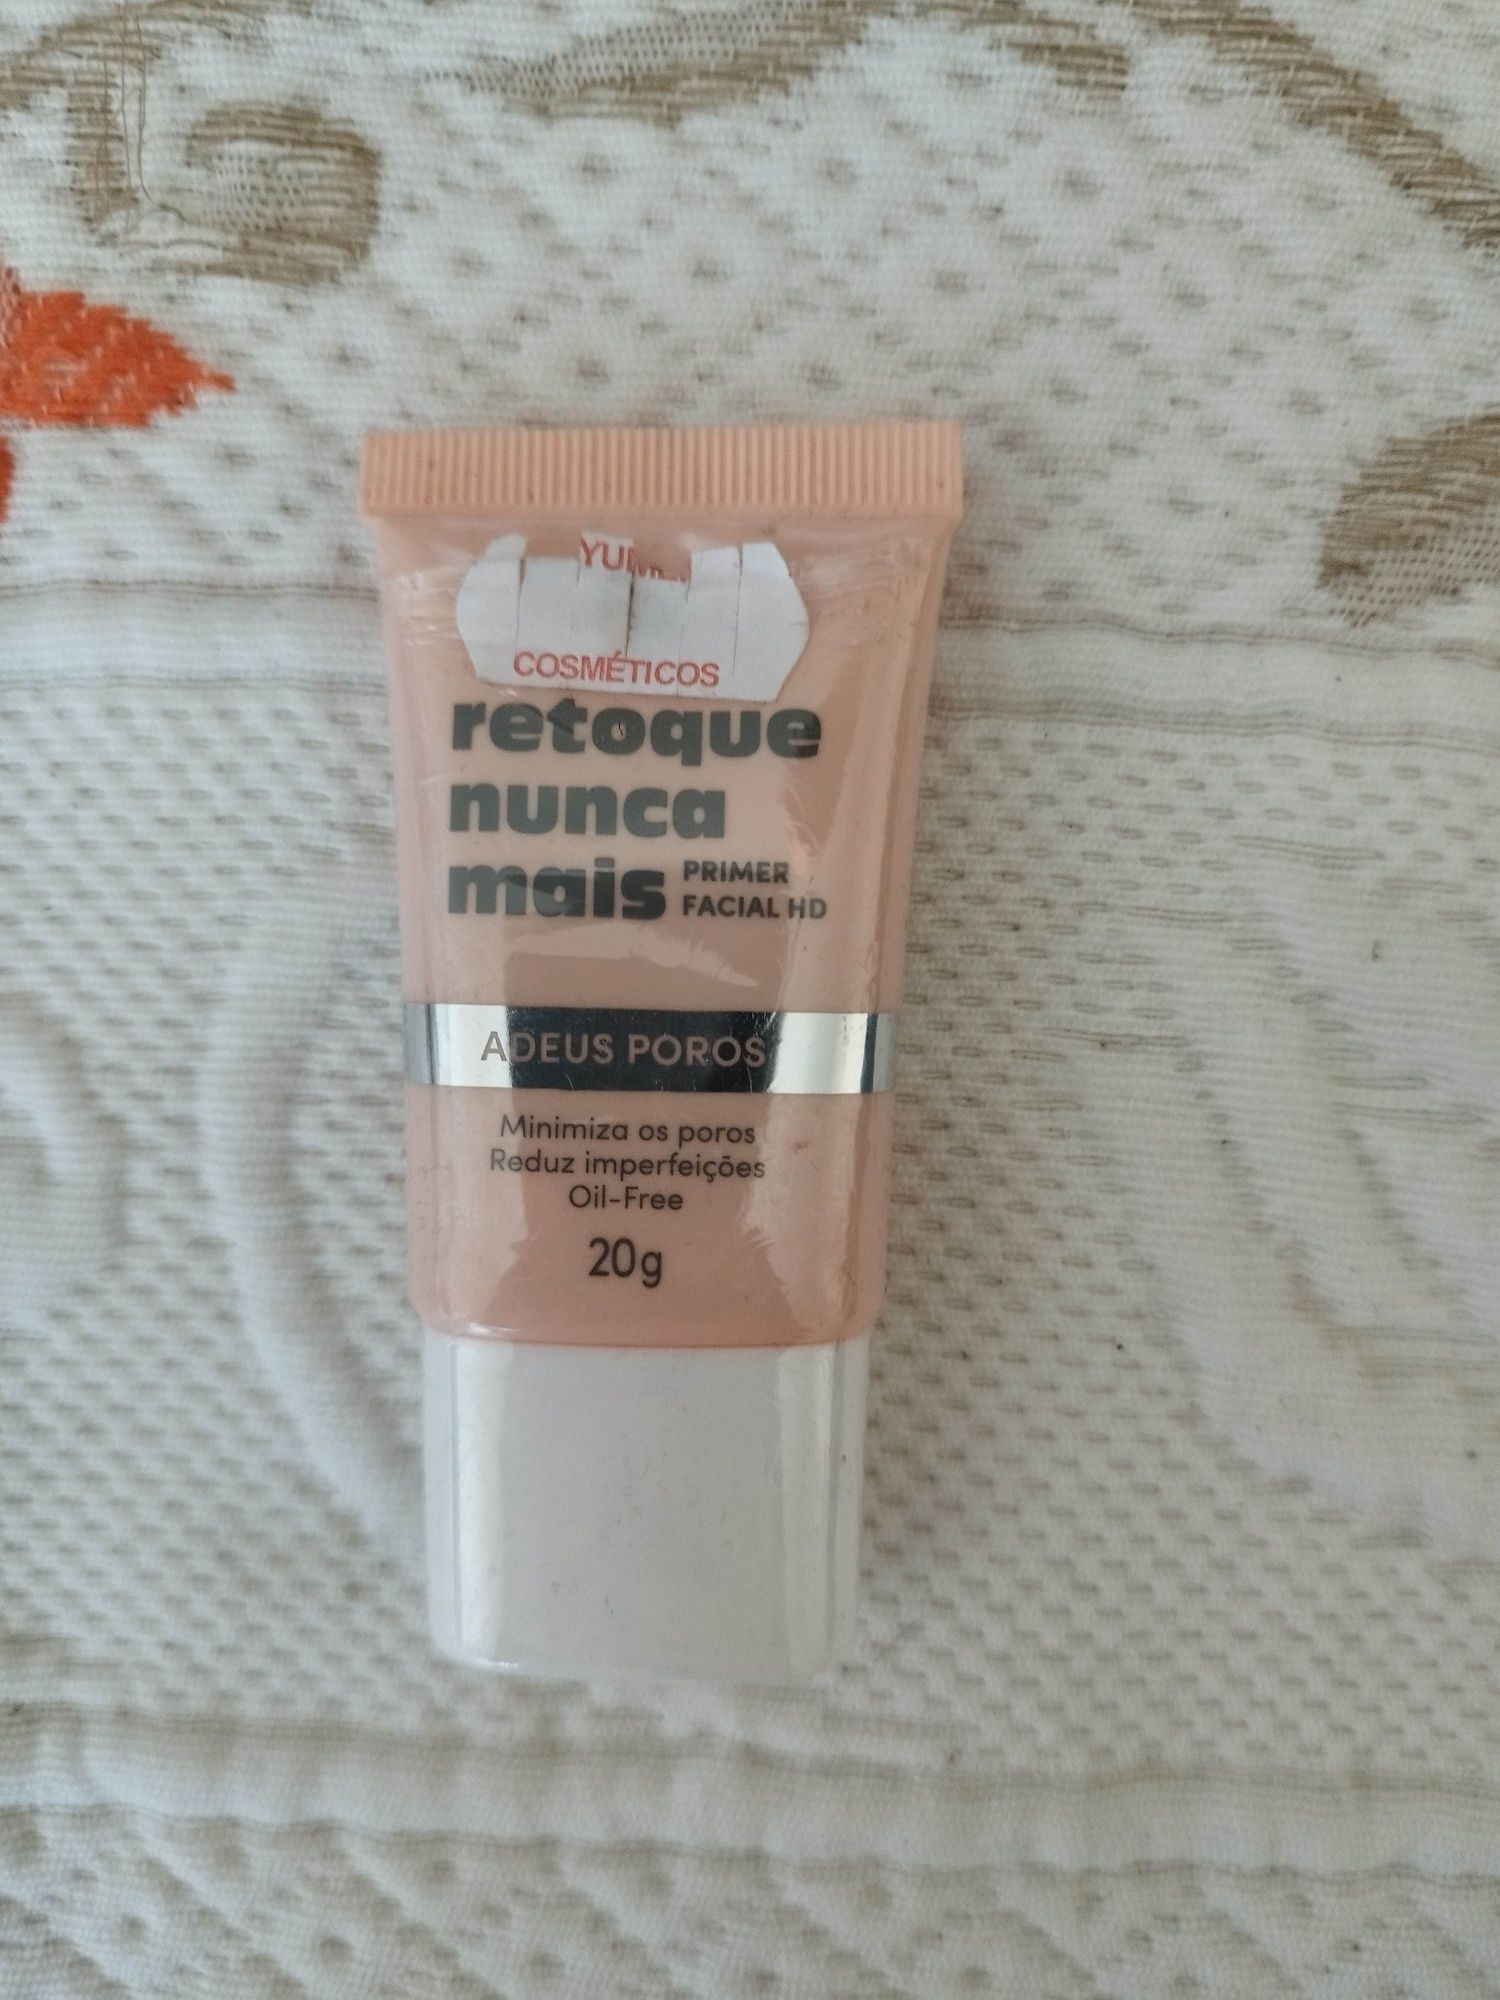 COSMÉTICOS
retoque
nunca
mais PRIMER
FACIAL HD
ADEUS POROS
Minimiza os poros
Reduz imperfeições
Oil-Free
20g